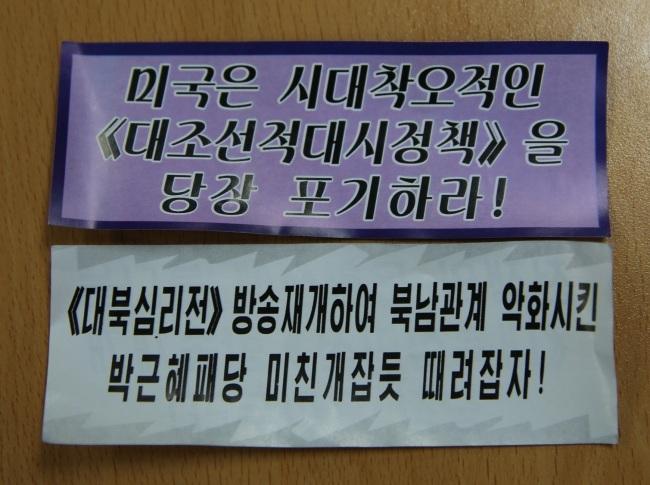 미국은 시대착오적인
《대조선적대시정책》을
당장 포기하라!
《대북심리전》방송재개하여 북남관계 악화시킨
박근혜패당 미친개잡듯 때려잡자!